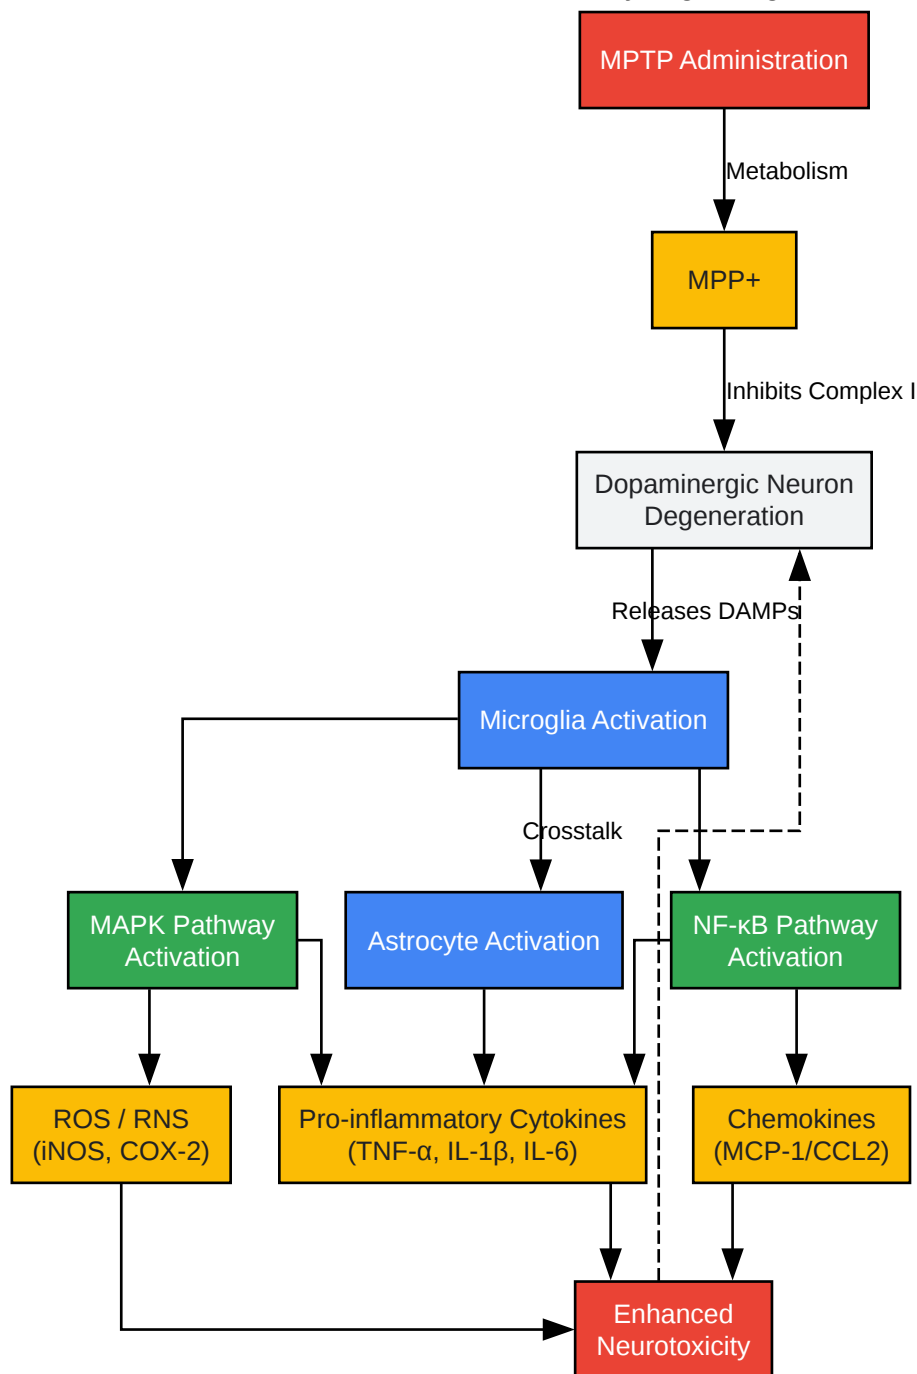 MPTP Administration
Metabolism
MPP+
Inhibits Complex I
Dopaminergic Neuron
Degeneration
Releases DAMPs
Microglia Activation
Crosstalk
MAPK Pathway
Activation
Astrocyte Activation
NF-κB Pathway
Activation
ROS / RNS
(iNOS, COX-2)
Pro-inflammatory Cytokines
(TNF-α, IL-1β, IL-6)
Chemokines
(MCP-1/CCL2)
Enhanced
Neurotoxicity